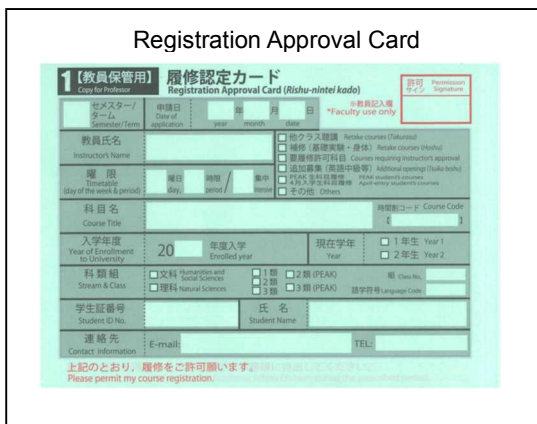 Registration Approval Card
1 【教員保管用】 履修認定カード
Copy for Professor Registration Approval Card (Rishu-nintei kado)
許可 サイン Permission Signature
セメスター/ターム Semester/Term
申請日 Date of application 年 year 月 month 日 date
※教員記入欄
*Faculty use only
教員氏名 Instructor's Name
他クラス聴講 Retake courses (Takurasu)
補修(基礎実験・身体) Retake courses (Hoshu)
要履修許可科目 Courses requiring instructor's approval
追加募集(英語中級等) Additional openings (Tsuika-boshu)
PEAK生科目履修 PEAK student's courses
4月入学生科目履修 April-entry student's courses
その他 Others
曜限 Timetable (day of the week & period)
曜日 day, 時限 period / 集中 Intensive
科目名 Course Title
時間割コード Course Code
【 】
入学年度 Year of Enrollment to University
20 年度入学 Enrolled year
現在学年 Year
1年生 Year 1
2年生 Year 2
科類組 Stream & Class
文科 Humanities and Social Sciences
理科 Natural Sciences
1類 2類 (PEAK)
2類
3類 3類 (PEAK)
組 Class No,
語学符号 Language Code
学生証番号 Student ID No.
氏名 Student Name
連絡先 Contact Information
E-mail: TEL:
上記のとおり、履修をご許可願います。
Please permit my course registration.